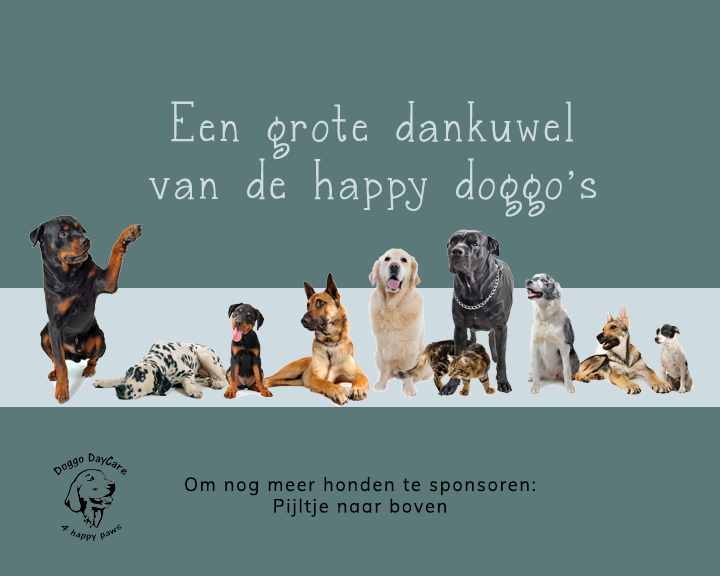 Een grote dankuwel
van de happy doggo's
Doggo DayCare
4 happy paws
Om nog meer honden te sponsoren:
Pijltje naar boven